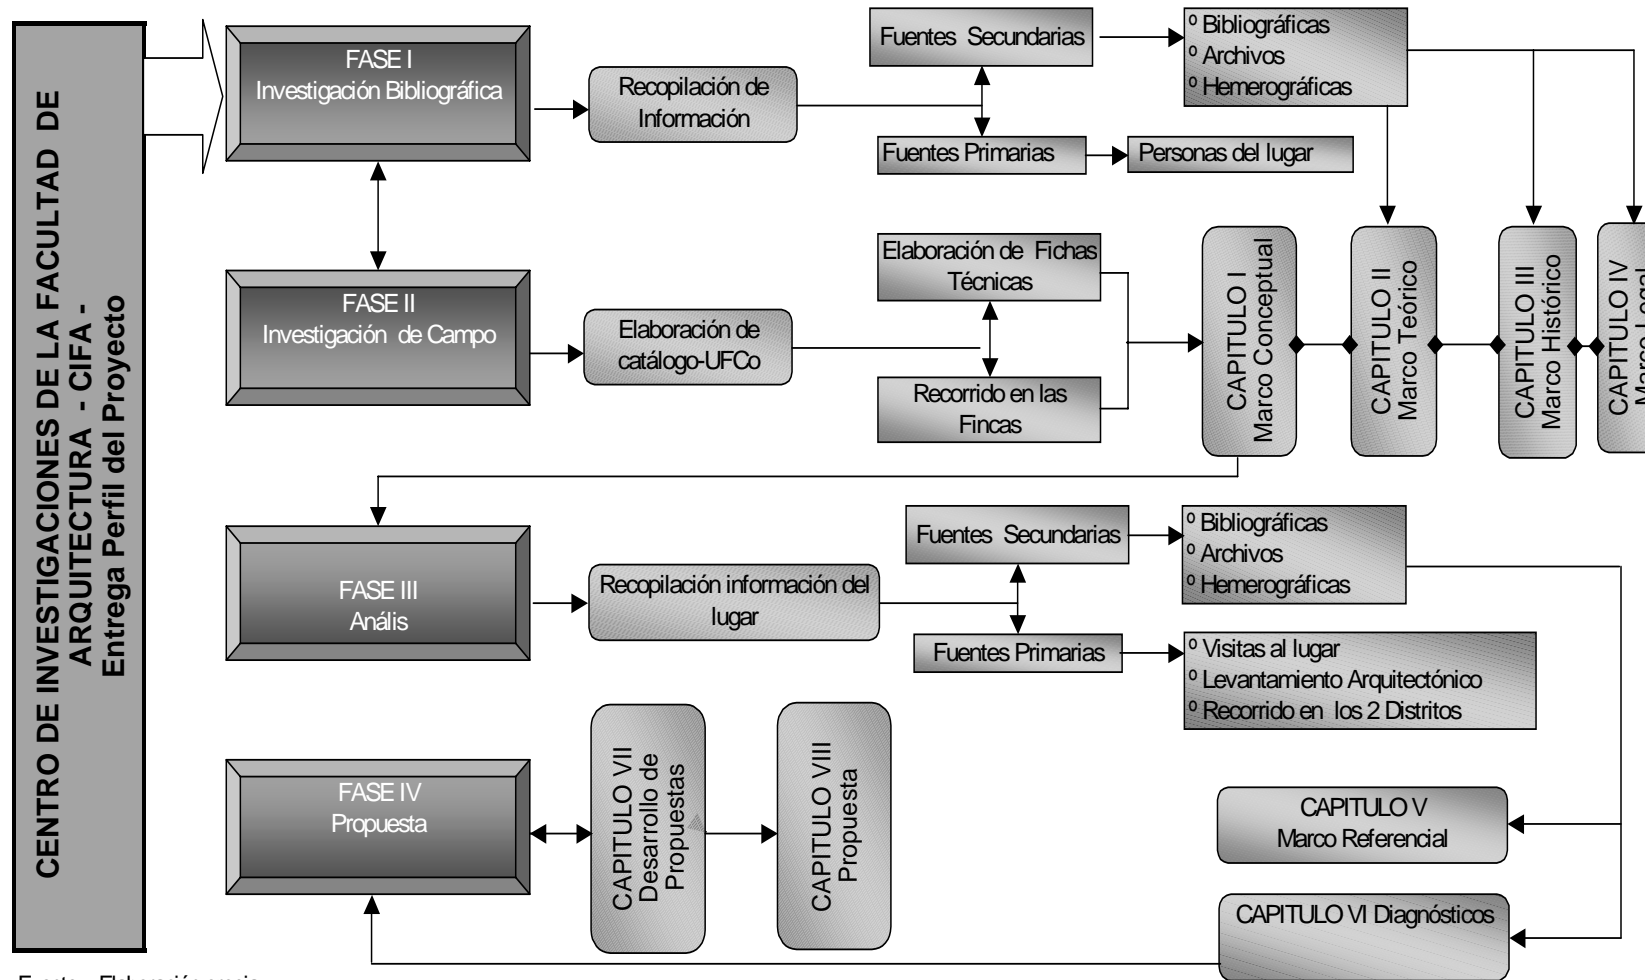 CENTRO DE INVESTIGACIONES DE LA FACULTAD DE
ARQUITECTURA - CIFA -
Entrega Perfil del Proyecto
FASE I
Investigación Bibliográfica
Recopilación de
Información
Fuentes Secundarias
º Bibliográficas
º Archivos
º Hemerográficas
Fuentes Primarias
Personas del lugar
FASE II
Investigación de Campo
Elaboración de
catálogo-UFCo
Elaboración de Fichas
Técnicas
Recorrido en las
Fincas
CAPITULO I
Marco Conceptual
CAPITULO II
Marco Teórico
CAPITULO III
Marco Histórico
CAPITULO IV
Marco Legal
FASE III
Anális
Recopilación información del
lugar
Fuentes Secundarias
º Bibliográficas
º Archivos
º Hemerográficas
Fuentes Primarias
º Visitas al lugar
º Levantamiento Arquitectónico
º Recorrido en los 2 Distritos
FASE IV
Propuesta
CAPITULO VII
Desarrollo de
Propuestas
CAPITULO VIII
Propuesta
CAPITULO V
Marco Referencial
CAPITULO VI Diagnósticos